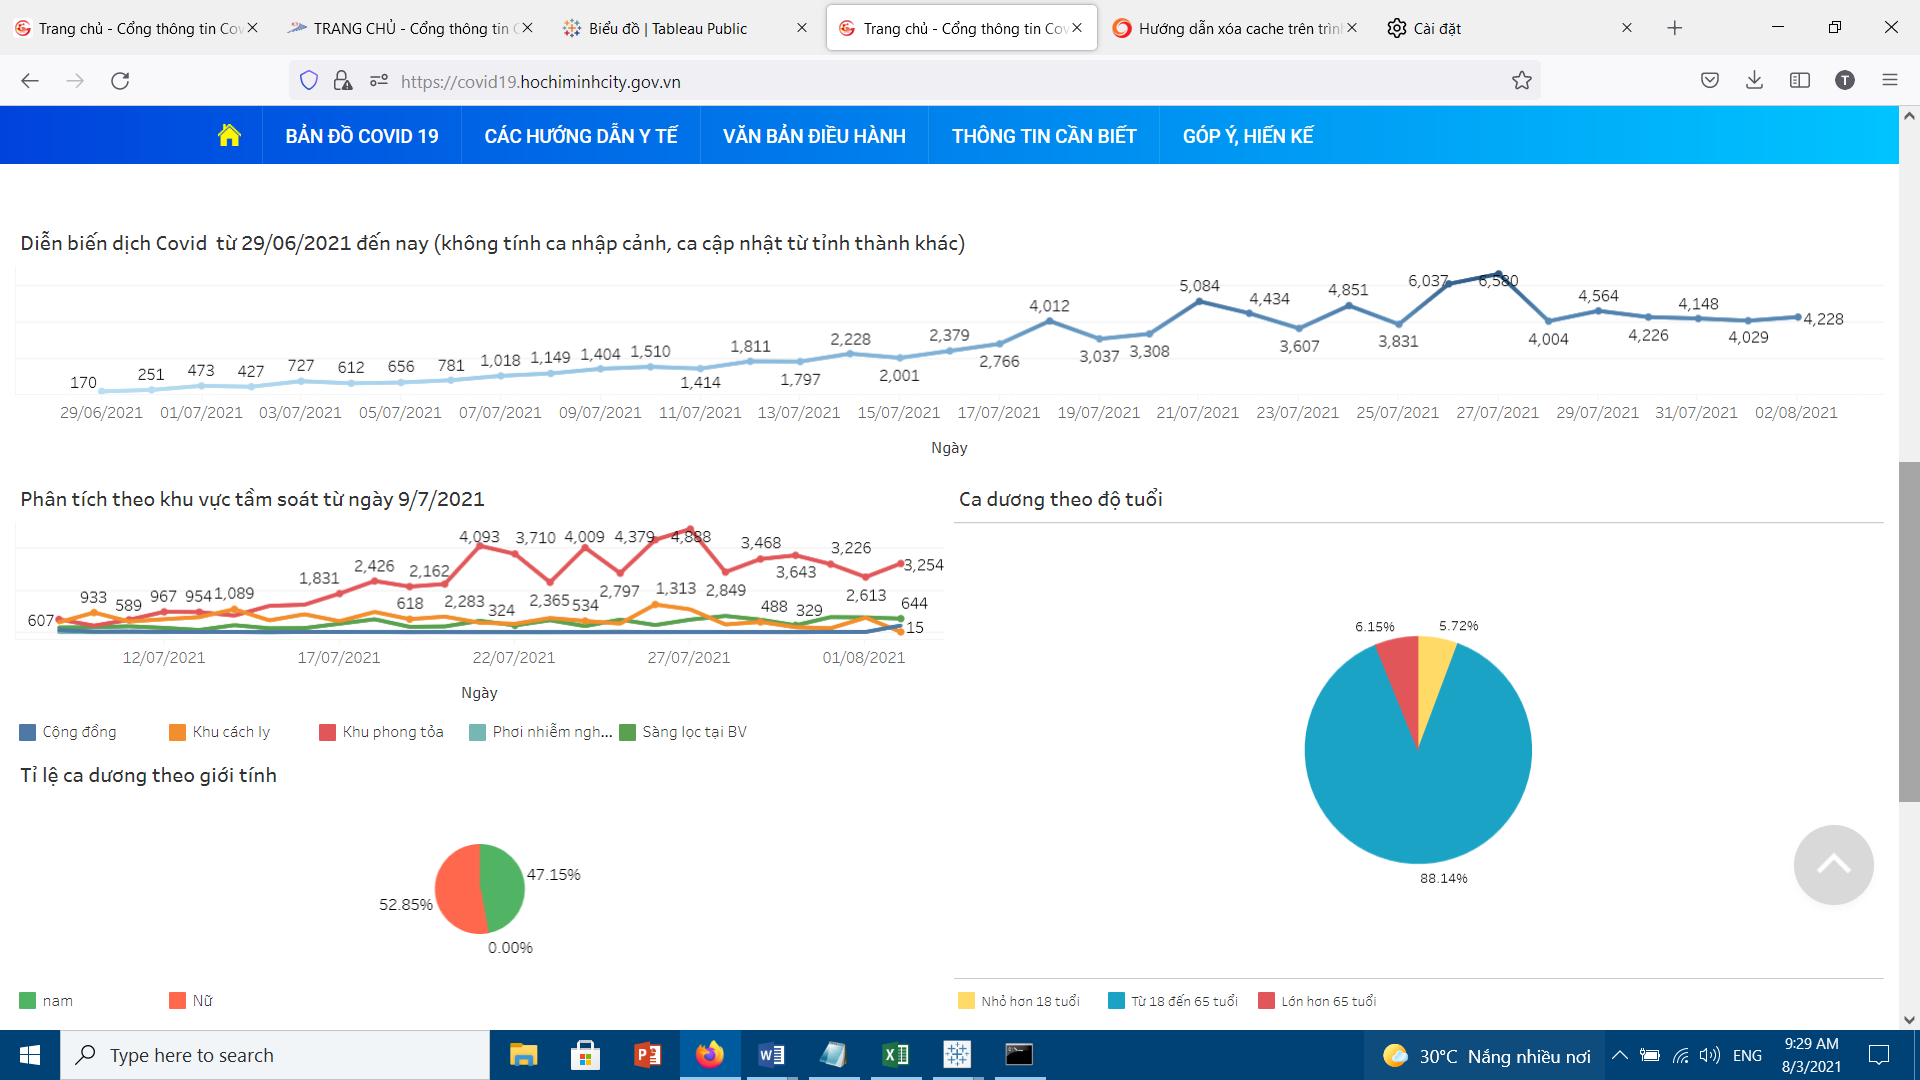 Trang chủ - Cổng thông tin Cov
TRANG CHỦ - Cổng thông tin C
Biểu đồ | Tableau Public
Trang chủ - Cổng thông tin Cov
Hướng dẫn xóa cache trên trìn
Cài đặt
https://covid19.hochiminhcity.gov.vn
T
BẢN ĐỒ COVID 19
CÁC HƯỚNG DẪN Y TẾ
VĂN BẢN ĐIỀU HÀNH
THÔNG TIN CẦN BIẾT
GÓP Ý, HIẾN KẾ
Diễn biến dịch Covid từ 29/06/2021 đến nay (không tính ca nhập cảnh, ca cập nhật từ tỉnh thành khác)
170 251 473 427 727 612 656 781 1,018 1,149 1,404 1,510 1,414 1,811 1,797 2,228 2,001 2,379 2,766 4,012 3,037 3,308 5,084 4,434 3,607 4,851 3,831 6,037 6,580 4,004 4,564 4,226 4,148 4,029 4,228
29/06/2021 01/07/2021 03/07/2021 05/07/2021 07/07/2021 09/07/2021 11/07/2021 13/07/2021 15/07/2021 17/07/2021 19/07/2021 21/07/2021 23/07/2021 25/07/2021 27/07/2021 29/07/2021 31/07/2021 02/08/2021
Ngày
Phân tích theo khu vực tầm soát từ ngày 9/7/2021
607 933 589 967 954 1,089 1,831 2,426 2,162 618 2,283 4,093 324 3,710 2,365 4,009 534 2,797 4,379 1,313 4,888 2,849 3,468 488 3,643 329 3,226 2,613 3,254 644 15
12/07/2021 17/07/2021 22/07/2021 27/07/2021 01/08/2021
Ngày
Cộng đồng
Khu cách ly
Khu phong tỏa
Phơi nhiễm ngh...
Sàng lọc tại BV
Tỉ lệ ca dương theo giới tính
47.15%
52.85%
0.00%
nam
Nữ
Ca dương theo độ tuổi
6.15%
5.72%
88.14%
Nhỏ hơn 18 tuổi
Từ 18 đến 65 tuổi
Lớn hơn 65 tuổi
Type here to search
30°C Nắng nhiều nơi
ENG
9:29 AM
8/3/2021